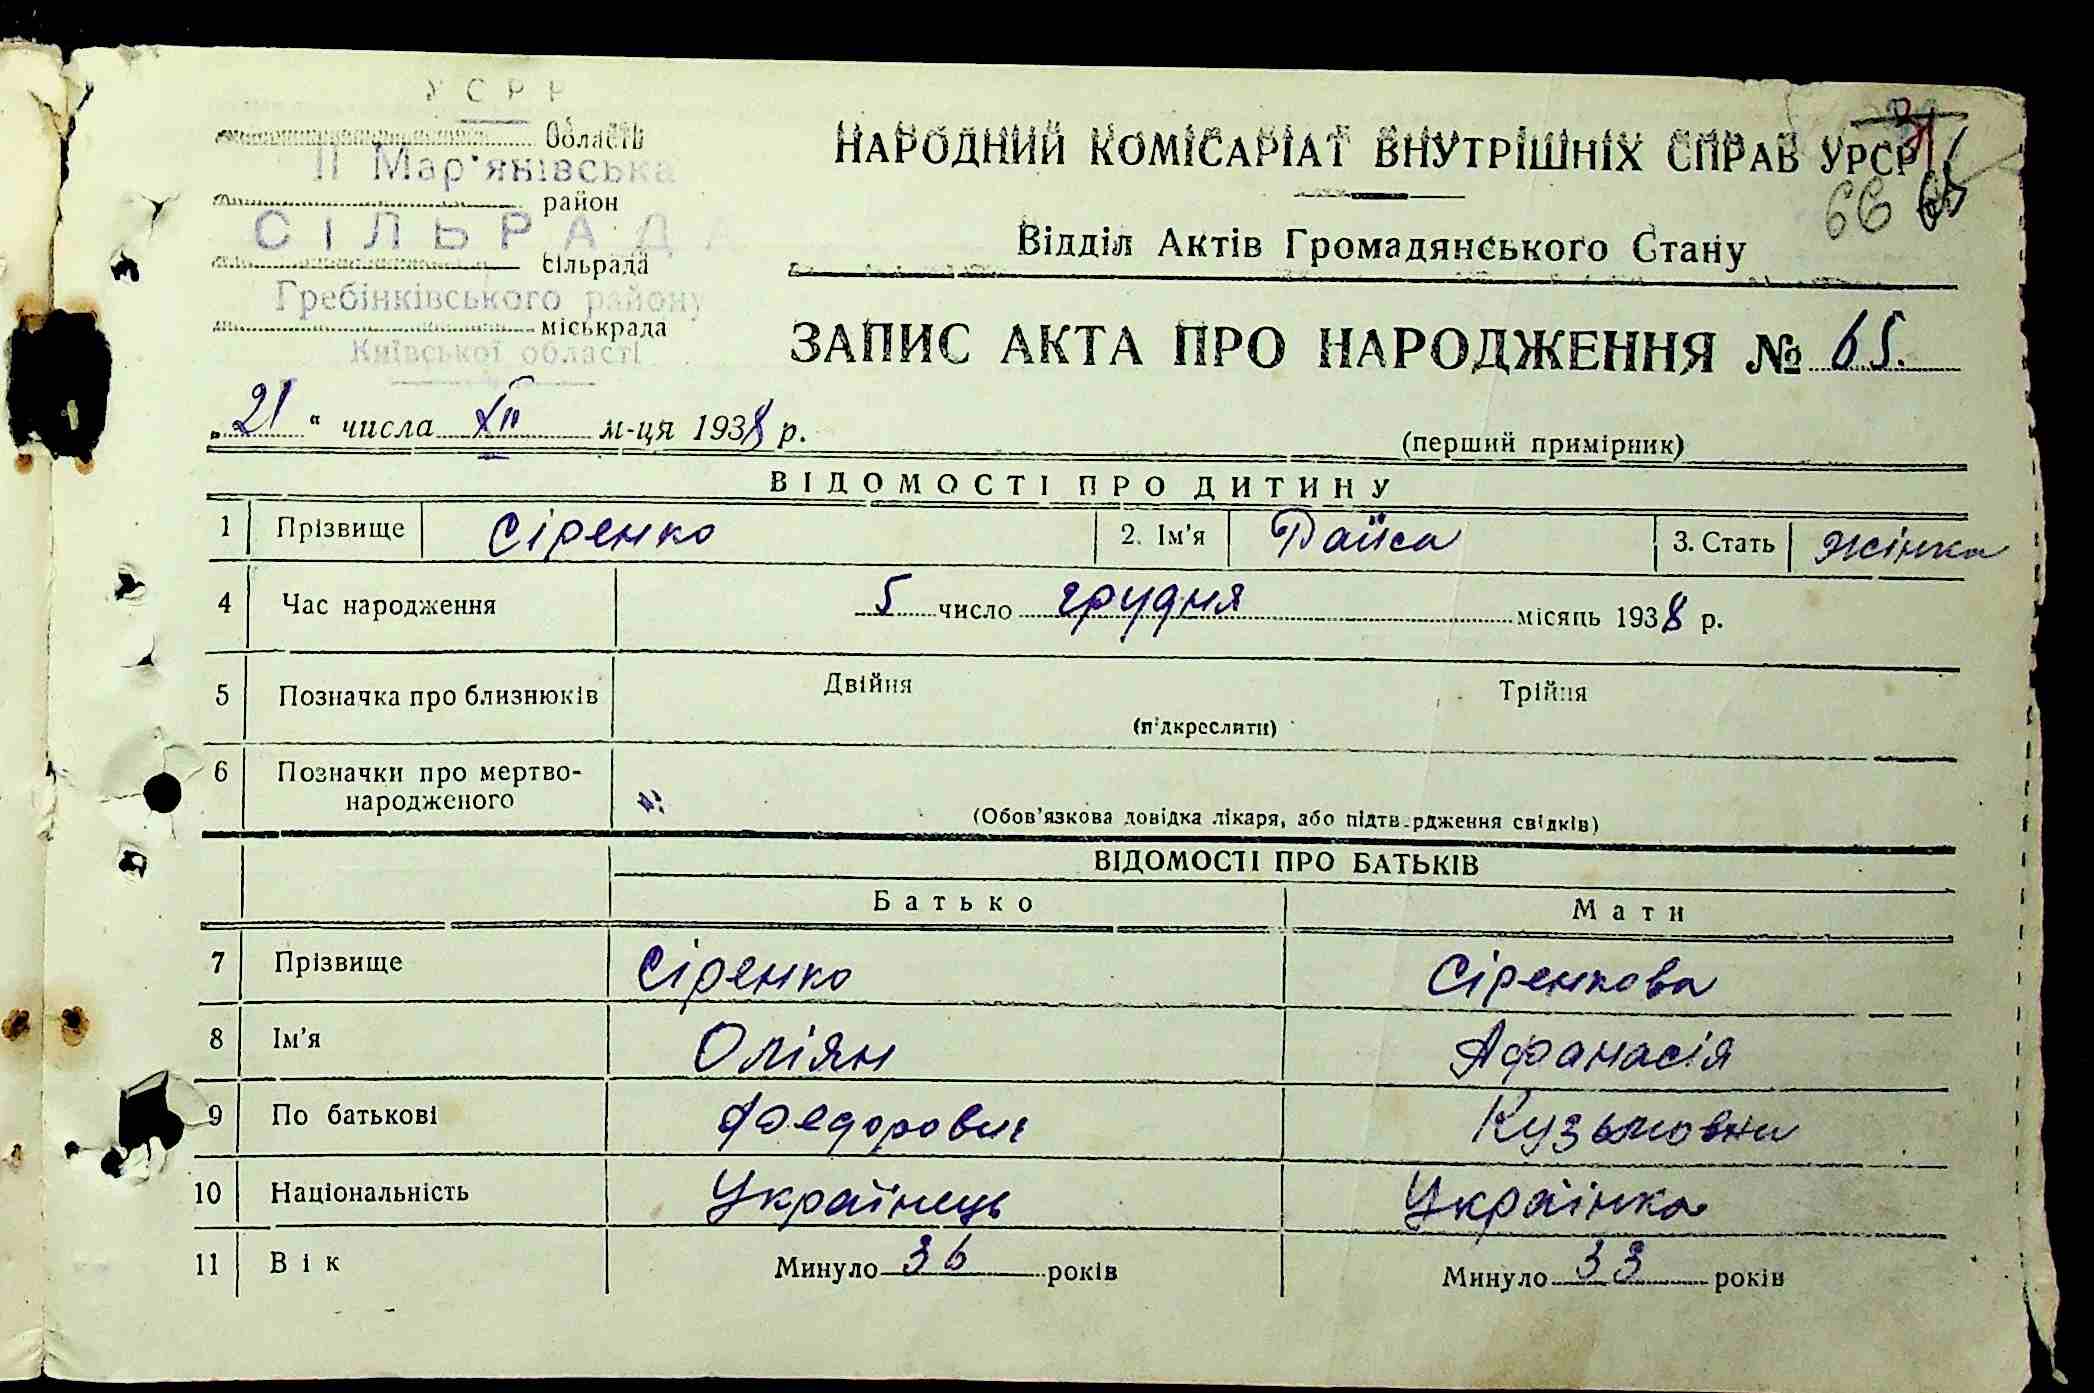 УСРР
Область
ІІ Мар'янівська
район
СІЛЬРАДА
сільрада
Гребінківського району
міськрада
Київської області
НАРОДНИЙ КОМІСАРІАТ ВНУТРІШНІХ СПРАВ УРСР
66 65
Відділ Актів Громадянського Стану
ЗАПИС АКТА ПРО НАРОДЖЕННЯ № 65.
„21“ числа XII м-ця 1938 р.
(перший примірник)
ВІДОМОСТІ ПРО ДИТИНУ
1 Прізвище Сіренко 2. Ім'я Раїса 3. Стать жінка
4 Час народження 5 число грудня місяць 1938 р.
5 Позначка про близнюків Двійня Трійня
(підкреслити)
6 Позначки про мертво-
народженого
(Обов'язкова довідка лікаря, або підтвердження свідків)
ВІДОМОСТІ ПРО БАТЬКІВ
Батько Мати
7 Прізвище Сіренко Сіренкова
8 Ім'я Оліян Афанасія
9 По батькові Федорович Кузьмовни
10 Національність Українець Українка
11 Вік Минуло 36 років Минуло 33 років